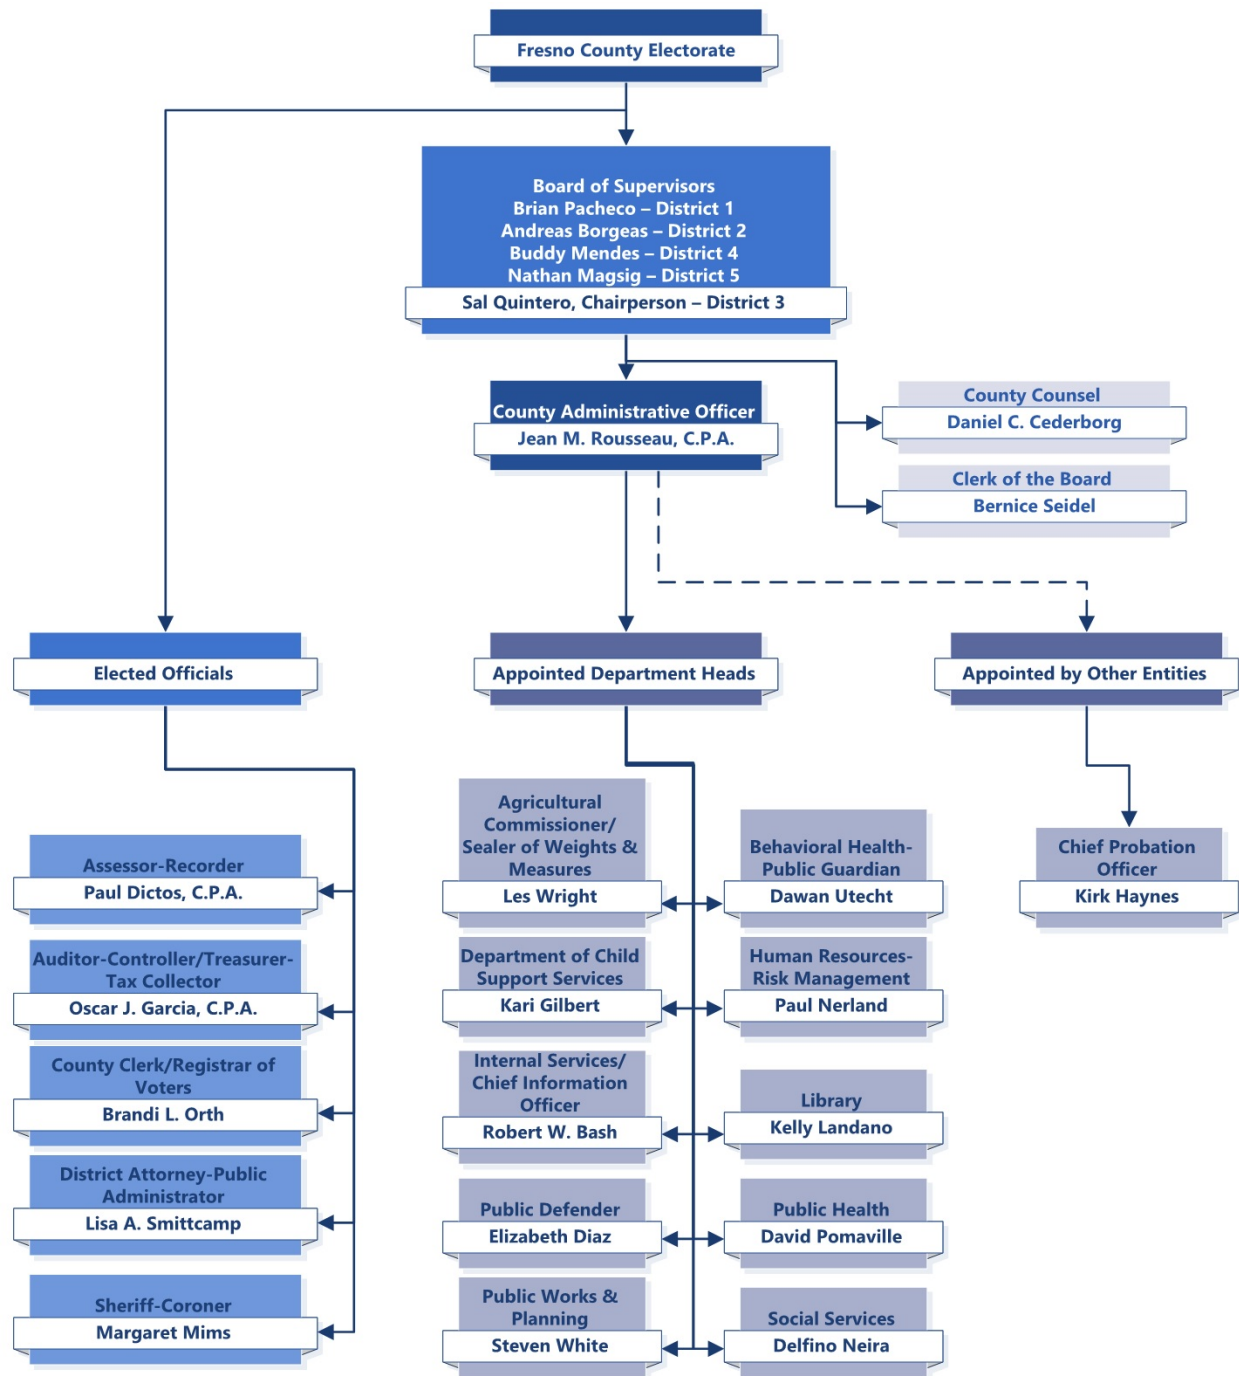 Fresno County Electorate
Board of Supervisors
Brian Pacheco – District 1
Andreas Borgeas – District 2
Buddy Mendes – District 4
Nathan Magsig – District 5
Sal Quintero, Chairperson – District 3
County Administrative Officer
Jean M. Rousseau, C.P.A.
County Counsel
Daniel C. Cederborg
Clerk of the Board
Bernice Seidel
Elected Officials
Assessor-Recorder
Paul Dictos, C.P.A.
Auditor-Controller/Treasurer-
Tax Collector
Oscar J. Garcia, C.P.A.
County Clerk/Registrar of
Voters
Brandi L. Orth
District Attorney-Public
Administrator
Lisa A. Smittcamp
Sheriff-Coroner
Margaret Mims
Appointed Department Heads
Agricultural
Commissioner/
Sealer of Weights &
Measures
Les Wright
Behavioral Health-
Public Guardian
Dawan Utecht
Department of Child
Support Services
Kari Gilbert
Human Resources-
Risk Management
Paul Nerland
Internal Services/
Chief Information
Officer
Robert W. Bash
Library
Kelly Landano
Public Defender
Elizabeth Diaz
Public Health
David Pomaville
Public Works &
Planning
Steven White
Social Services
Delfino Neira
Appointed by Other Entities
Chief Probation
Officer
Kirk Haynes